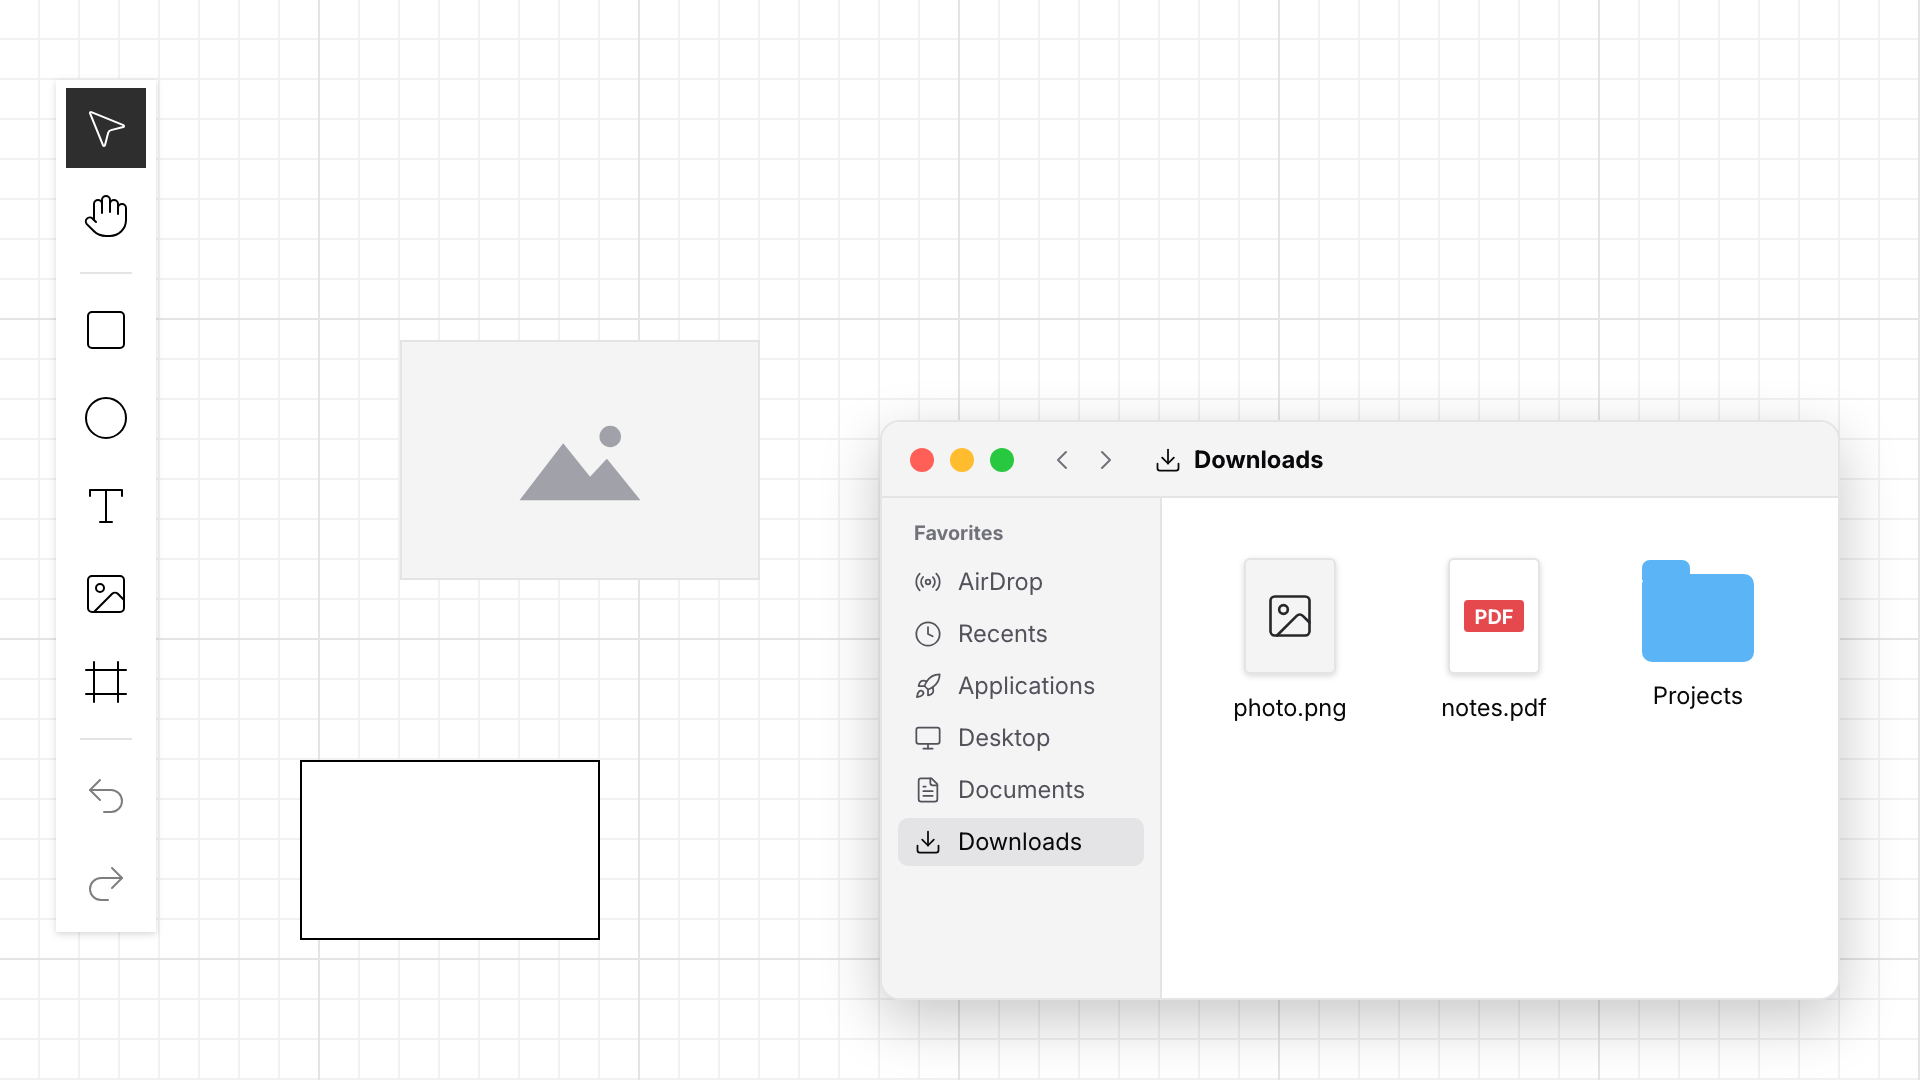 Downloads
Favorites
AirDrop
Recents
Applications
Desktop
Documents
Downloads
PDF
photo.png
notes.pdf
Projects